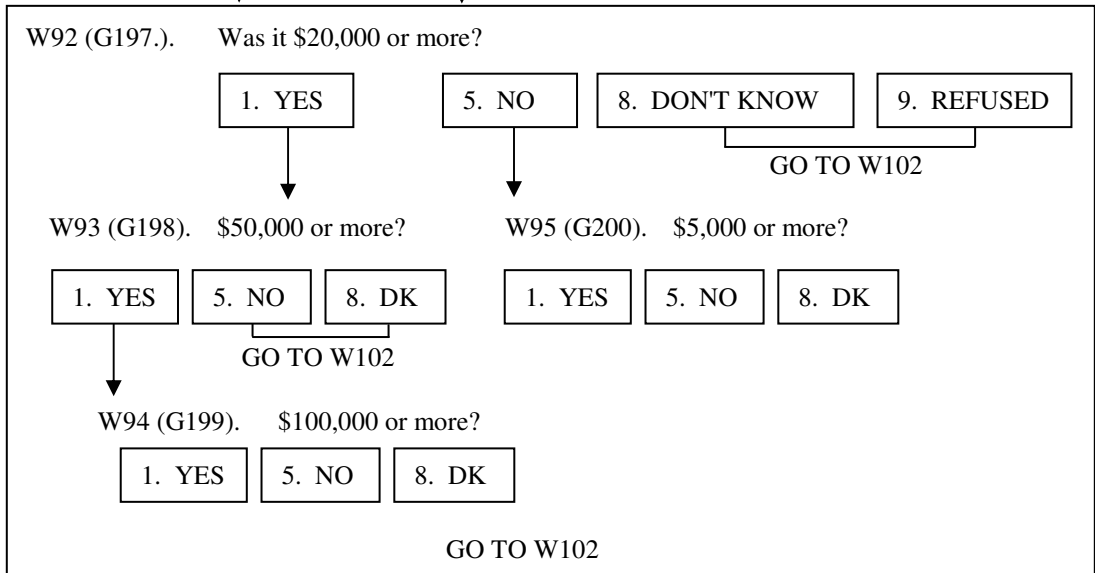 W92 (G197.). Was it $20,000 or more?
1. YES 5. NO 8. DON'T KNOW 9. REFUSED
GO TO W102
W93 (G198). $50,000 or more? W95 (G200). $5,000 or more?
1. YES 5. NO 8. DK 1. YES 5. NO 8. DK
GO TO W102
W94 (G199). $100,000 or more?
1. YES 5. NO 8. DK
GO TO W102